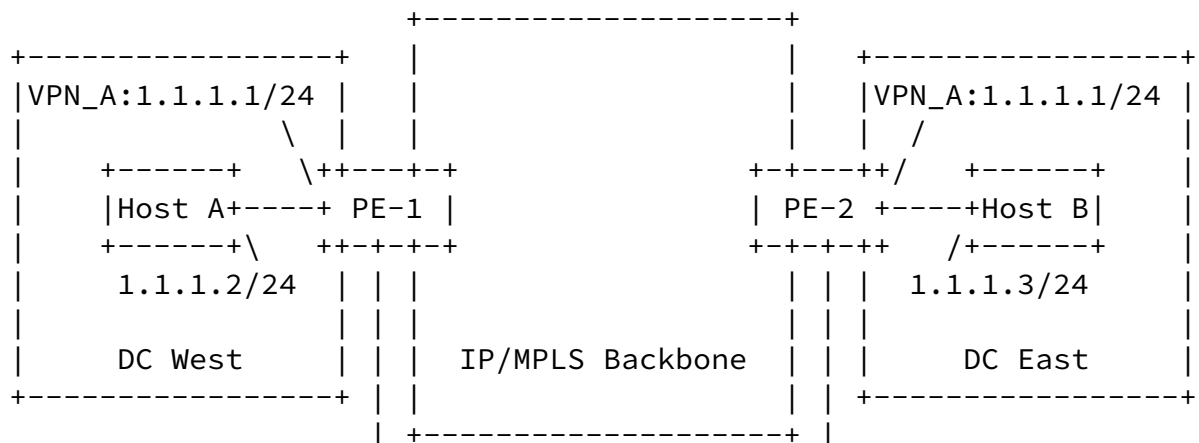 VPN_A:1.1.1.1/24 VPN_A:1.1.1.1/24
Host A PE-1 PE-2 Host B
1.1.1.2/24 1.1.1.3/24
DC West IP/MPLS Backbone DC East